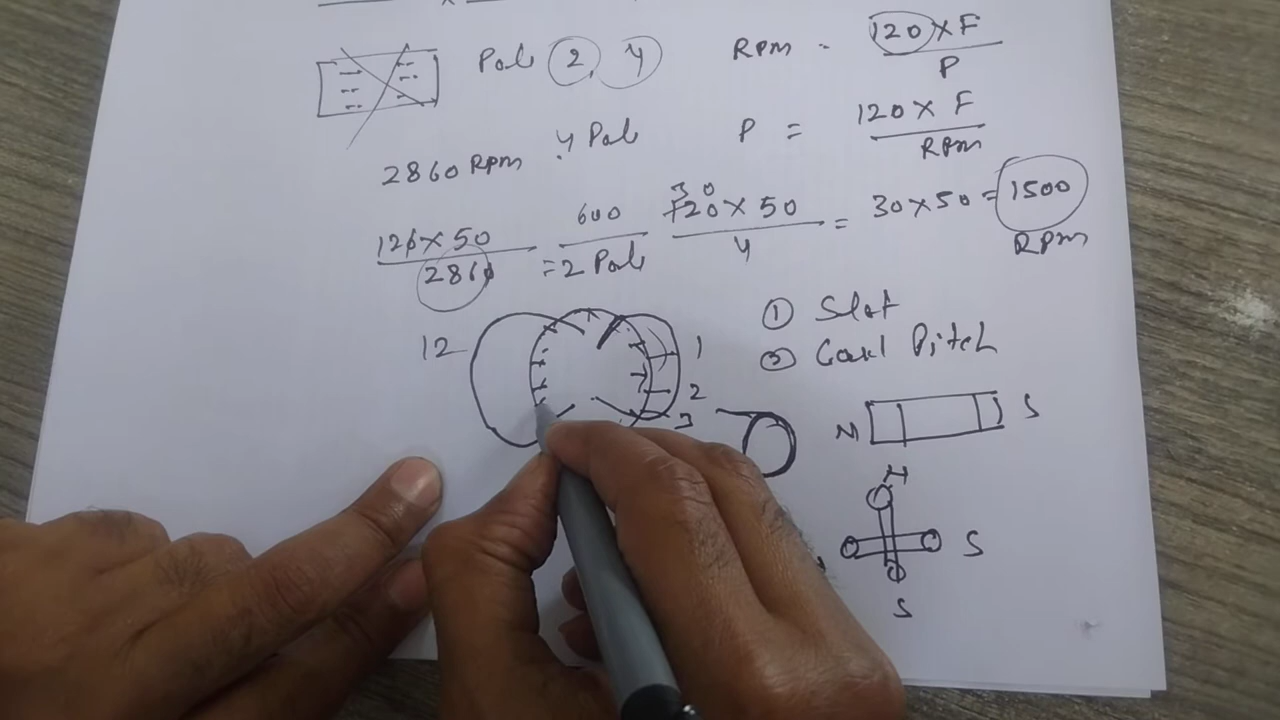 Pol 2, 4
Rpm - 120 X F / P
2860 Rpm 4 Pol
P = 120 X F / Rpm
120 X 50 / 2860 = 600 / = 2 Pol
30 120 X 50 / 4 = 30 X 50 = 1500 Rpm
① Slot
② Coul Pitch
12
1
2
3
N S
N
S
S